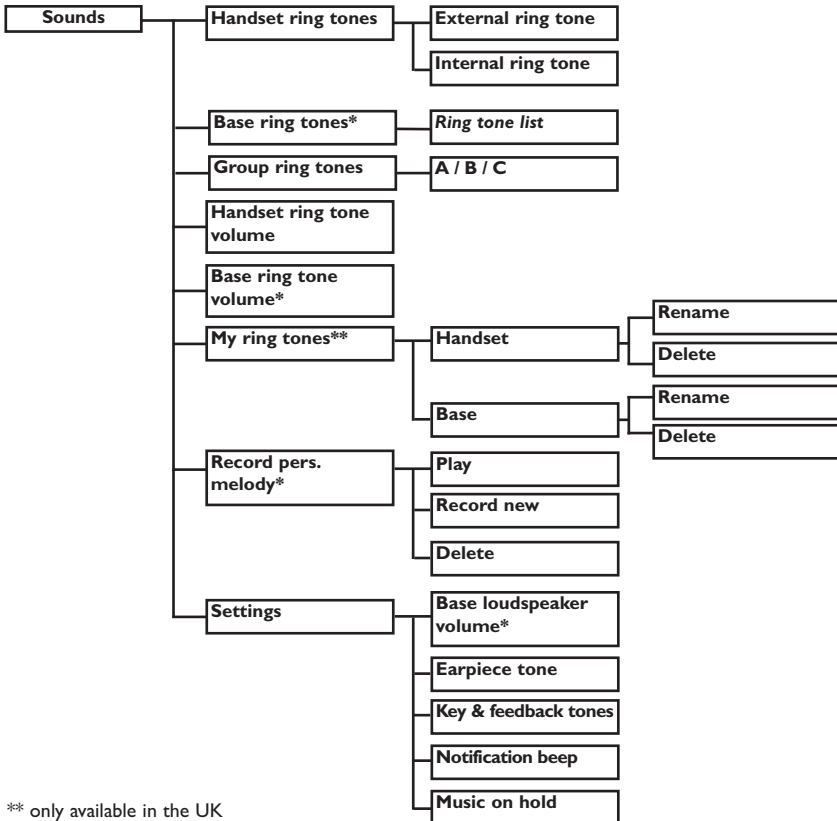 Sounds
Handset ring tones
External ring tone
Internal ring tone
Base ring tones*
Ring tone list
Group ring tones
A / B / C
Handset ring tone
volume
Base ring tone
volume*
My ring tones**
Handset
Rename
Delete
Base
Rename
Delete
Record pers.
melody*
Play
Record new
Delete
Settings
Base loudspeaker
volume*
Earpiece tone
Key & feedback tones
Notification beep
Music on hold
** only available in the UK